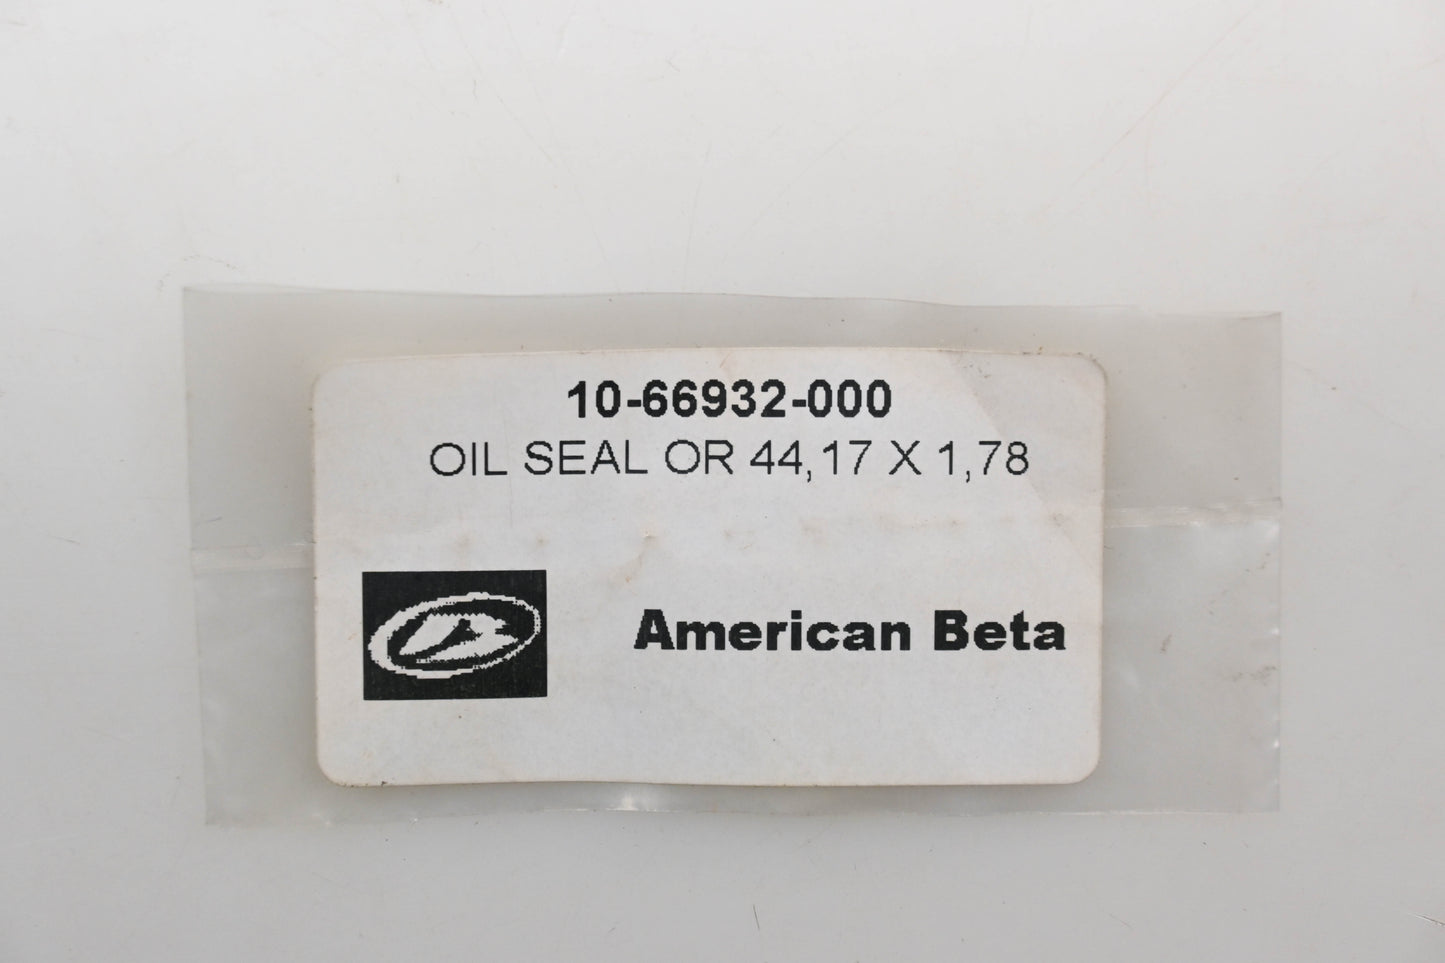 10-66932-000
OIL SEAL OR 44,17 X 1,78
American Beta